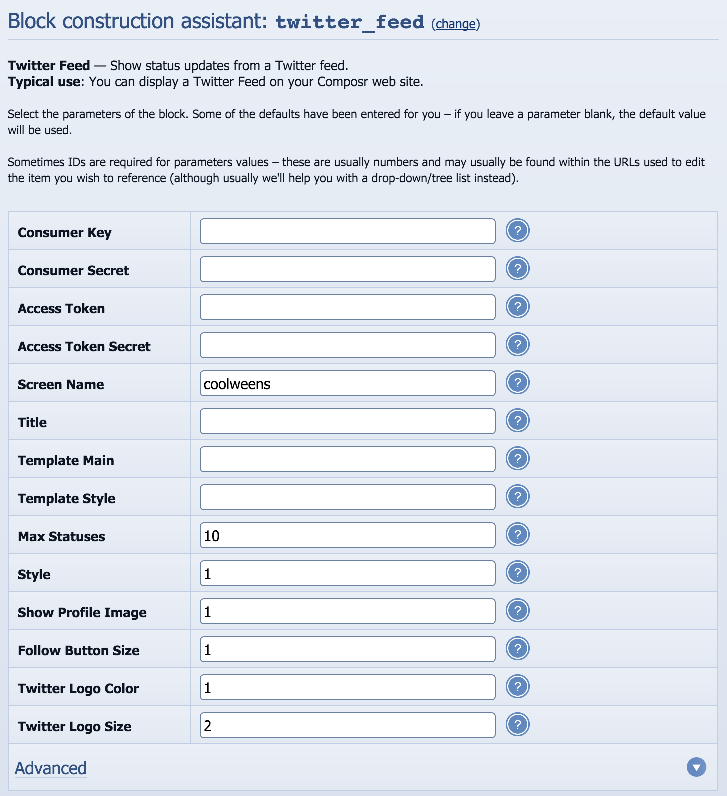 Block construction assistant: twitter_feed (change)
Twitter Feed — Show status updates from a Twitter feed.
Typical use: You can display a Twitter Feed on your Composr web site.
Select the parameters of the block. Some of the defaults have been entered for you – if you leave a parameter blank, the default value
will be used.
Sometimes IDs are required for parameters values – these are usually numbers and may usually be found within the URLs used to edit
the item you wish to reference (although usually we'll help you with a drop-down/tree list instead).
Consumer Key ?
Consumer Secret ?
Access Token ?
Access Token Secret ?
Screen Name coolweens ?
Title ?
Template Main ?
Template Style ?
Max Statuses 10 ?
Style 1 ?
Show Profile Image 1 ?
Follow Button Size 1 ?
Twitter Logo Color 1 ?
Twitter Logo Size 2 ?
Advanced